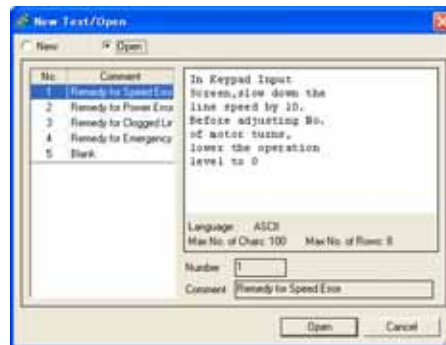 New Text/Open
New
Open
No. Comment
1 Remedy for Speed Error
2 Remedy for Power Error
3 Remedy for Clogged Lin
4 Remedy for Emergency
5 Blank
In Keypad Input
Screen,slow down the
line speed by 10.
Before adjusting No.
of motor turns,
lower the operation
level to 0
Language ASCII
Max No. of Chars: 100 Max No. of Rows: 8
Number 1
Comment Remedy for Speed Error
Open Cancel